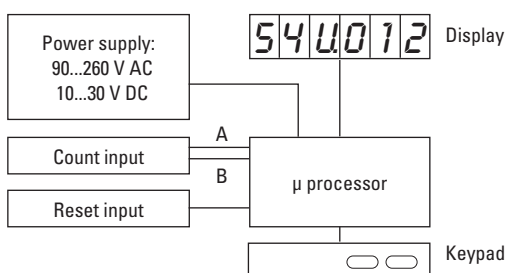 Power supply:
90...260 V AC
10...30 V DC
54U.012
Display
A
Count input
B
µ processor
Reset input
Keypad